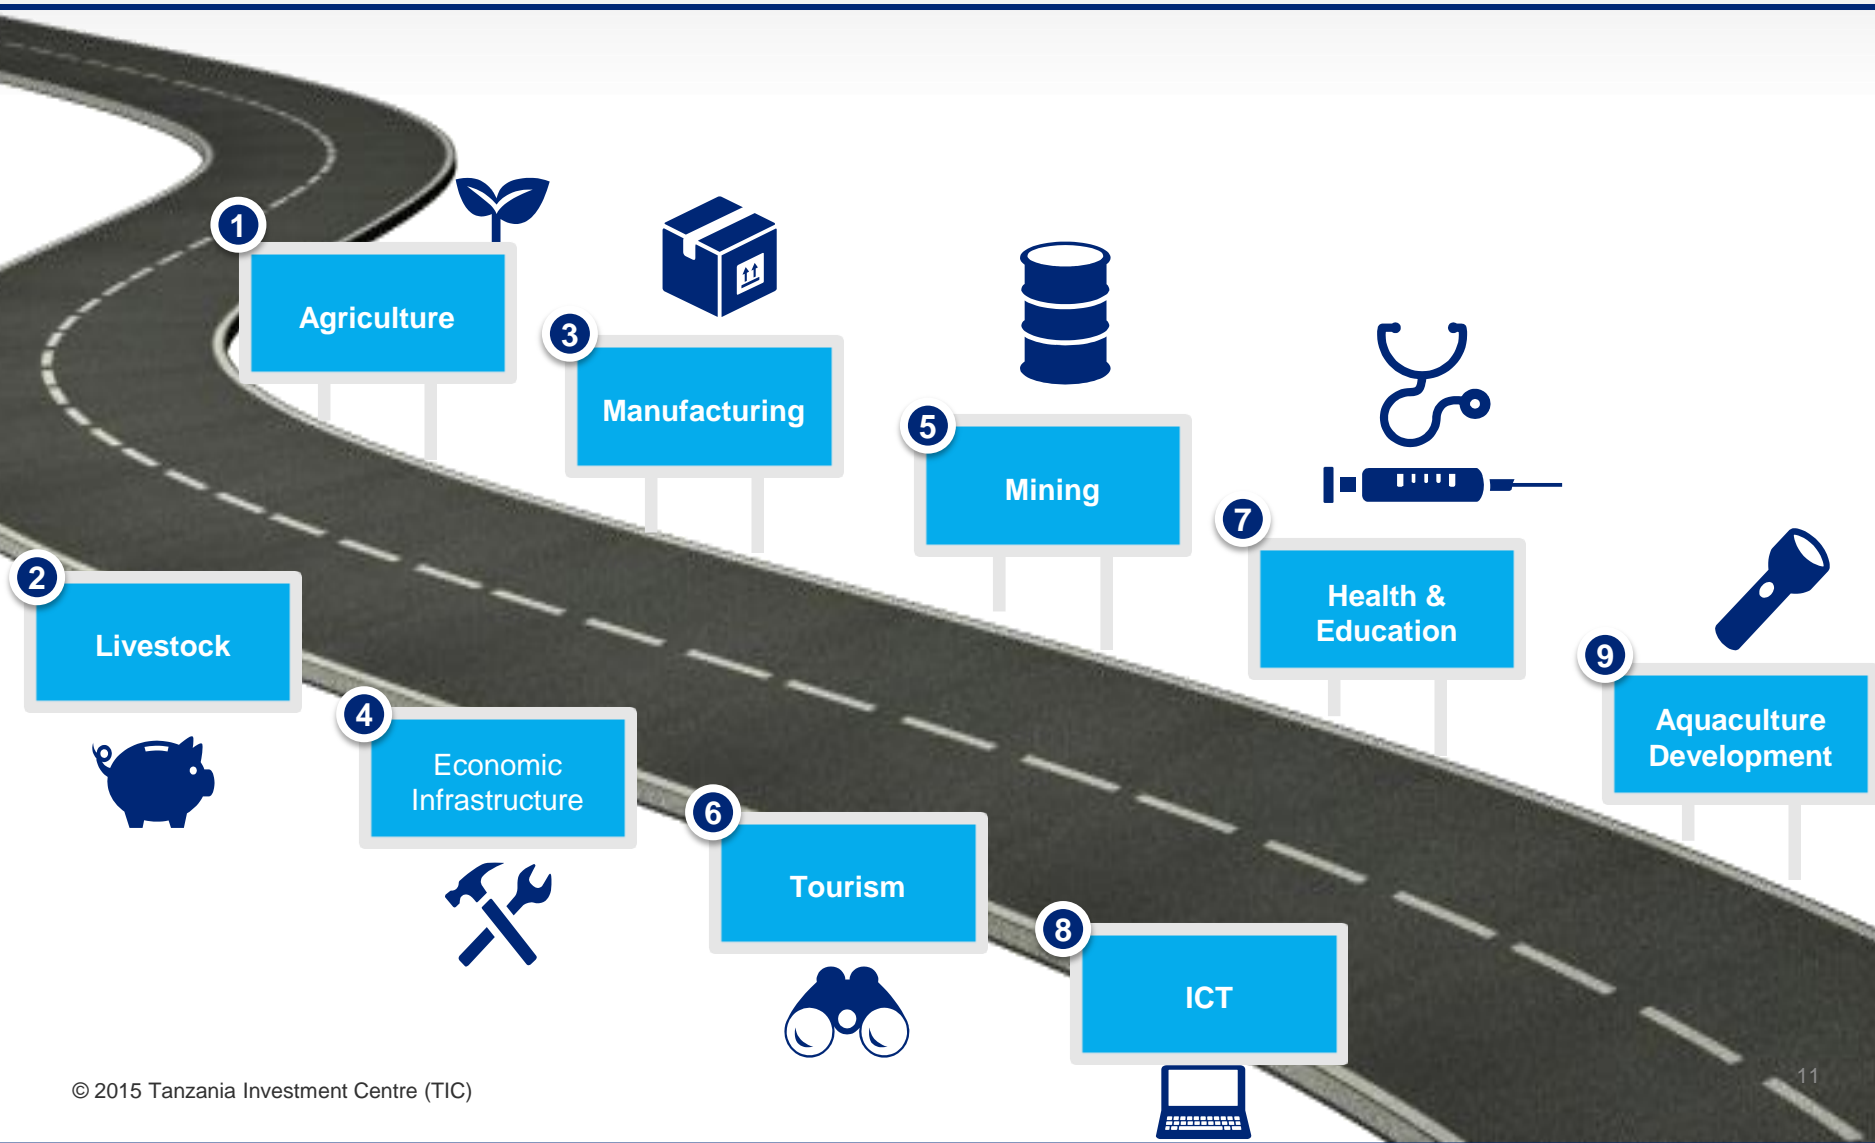 1
Agriculture
2
Livestock
3
Manufacturing
4
Economic
Infrastructure
5
Mining
6
Tourism
7
Health &
Education
8
ICT
9
Aquaculture
Development
© 2015 Tanzania Investment Centre (TIC)
11